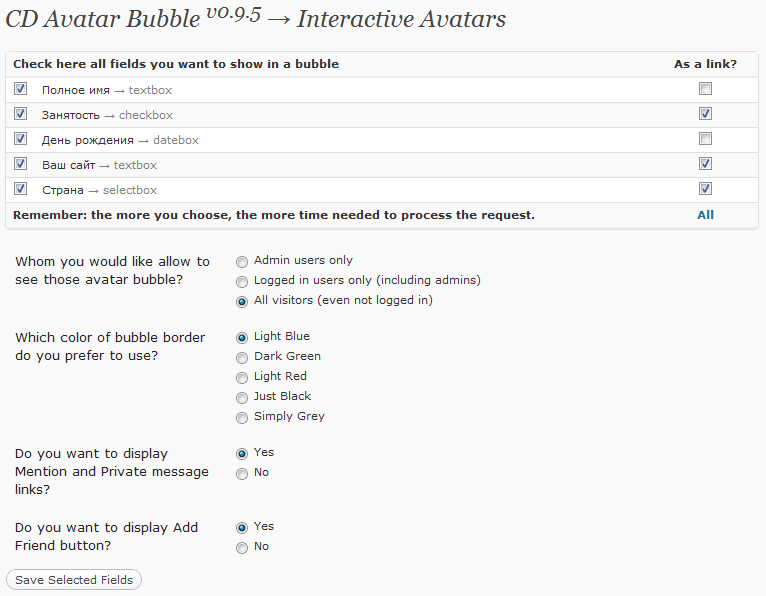 CD Avatar Bubble v0.9.5 → Interactive Avatars
Check here all fields you want to show in a bubble As a link?
Полное имя → textbox
Занятость → checkbox
День рождения → datebox
Ваш сайт → textbox
Страна → selectbox
Remember: the more you choose, the more time needed to process the request. All
Whom you would like allow to
see those avatar bubble?
Admin users only
Logged in users only (including admins)
All visitors (even not logged in)
Which color of bubble border
do you prefer to use?
Light Blue
Dark Green
Light Red
Just Black
Simply Grey
Do you want to display
Mention and Private message
links?
Yes
No
Do you want to display Add
Friend button?
Yes
No
Save Selected Fields